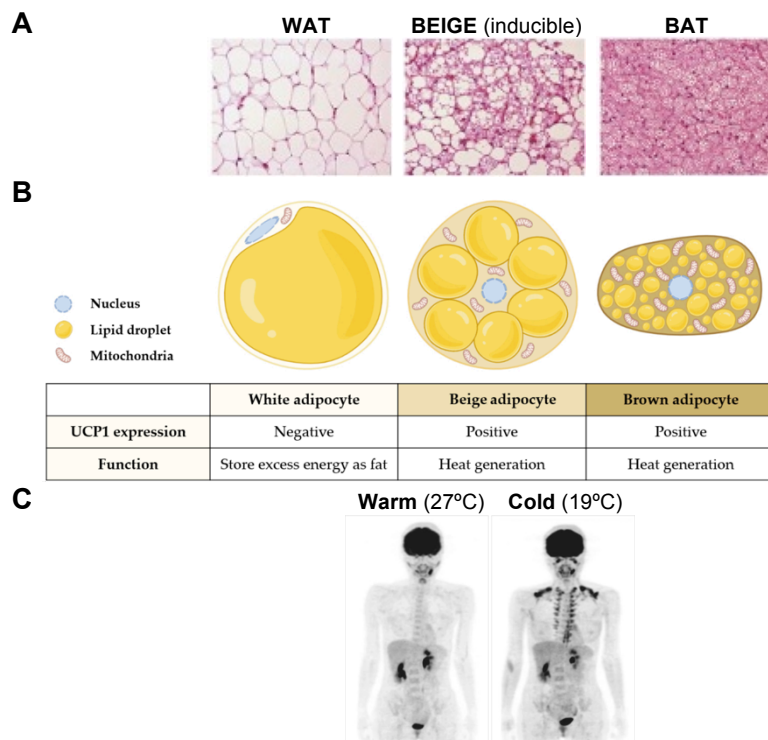 A
WAT
BEIGE (inducible)
BAT
B
Nucleus
Lipid droplet
Mitochondria
White adipocyte
Beige adipocyte
Brown adipocyte
UCP1 expression
Negative
Positive
Positive
Function
Store excess energy as fat
Heat generation
Heat generation
C
Warm (27ºC)
Cold (19ºC)